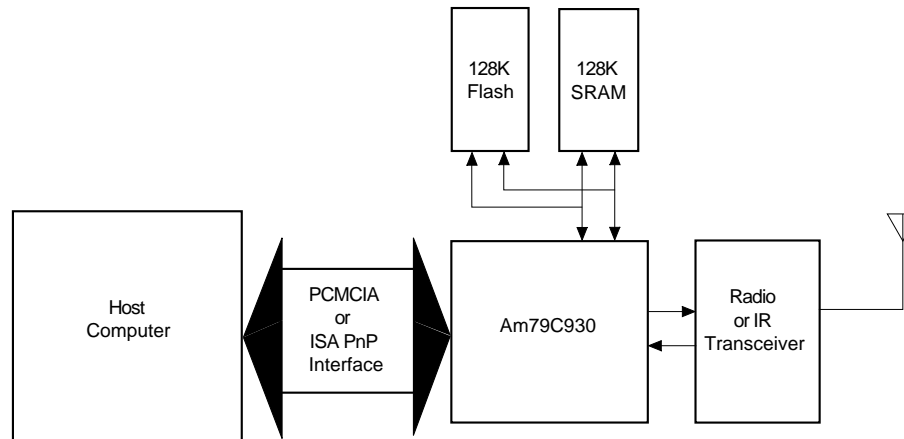 128K
Flash
128K
SRAM
Host
Computer
PCMCIA
or
ISA PnP
Interface
Am79C930
Radio
or IR
Transceiver